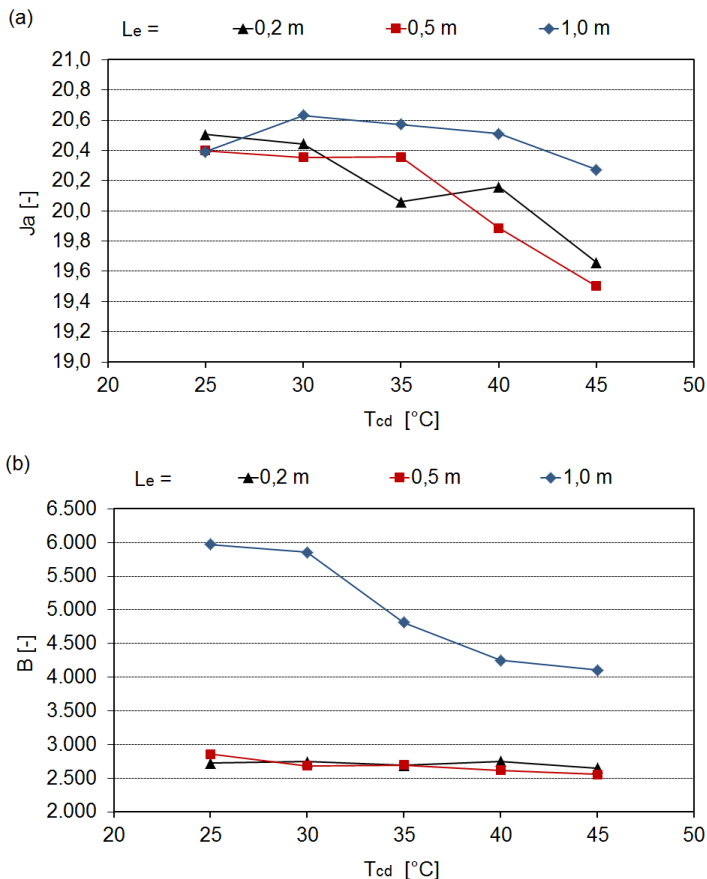 (a)
Le = 0,2 m 0,5 m 1,0 m
21,0
20,8
20,6
20,4
20,2
20,0
19,8
19,6
19,4
19,2
19,0
Ja [-]
20 25 30 35 40 45 50
Tcd [°C]
(b)
Le = 0,2 m 0,5 m 1,0 m
6.500
6.000
5.500
5.000
4.500
4.000
3.500
3.000
2.500
2.000
B [-]
20 25 30 35 40 45 50
Tcd [°C]